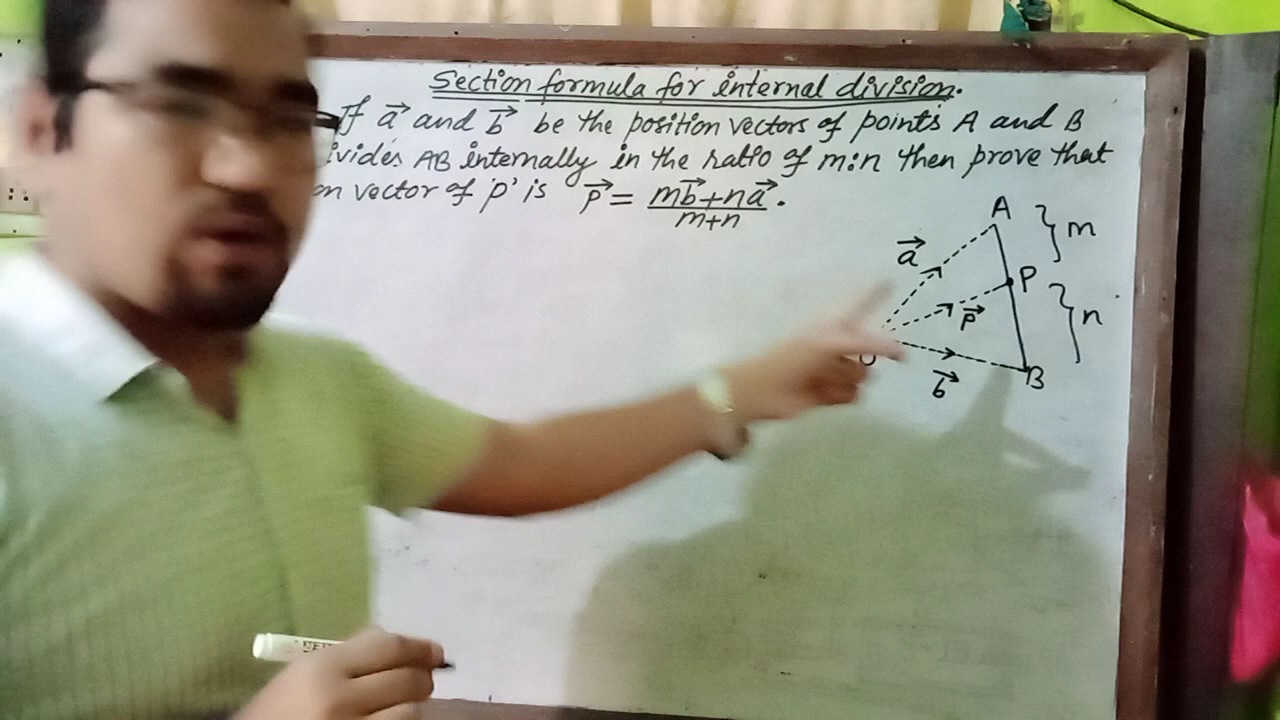 Section formula for internal division.
If a⃗ and b⃗ be the position vectors of points A and B
ivides AB internally in the ratio of m:n then prove that
on vector of 'p' is p⃗ = (mb⃗ + na⃗)/(m+n).
A
m
a⃗
P
p⃗
n
O
b⃗
B